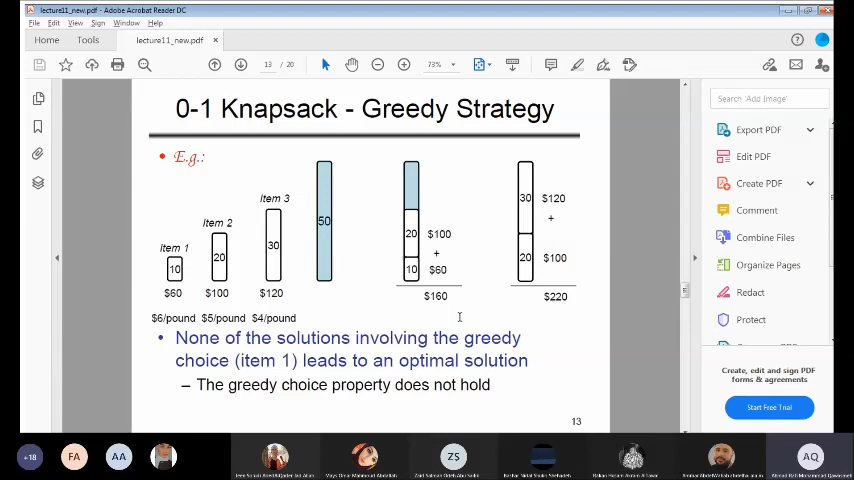 lecture11_new.pdf - Adobe Acrobat Reader DC
File Edit View Sign Window Help
Home Tools lecture11_new.pdf ×
13 / 20 73%
0-1 Knapsack - Greedy Strategy
• E.g.:
Item 1
10
$60
$6/pound
Item 2
20
$100
$5/pound
Item 3
30
$120
$4/pound
50
20 $100
+
10 $60
$160
30 $120
+
20 $100
$220
• None of the solutions involving the greedy
choice (item 1) leads to an optimal solution
– The greedy choice property does not hold
13
Search 'Add Image'
Export PDF
Edit PDF
Create PDF
Comment
Combine Files
Organize Pages
Redact
Protect
Create, edit and sign PDF
forms & agreements
Start Free Trial
+18
FA
AA
ZS
AQ
Mays Omar Mohammad Abdallah